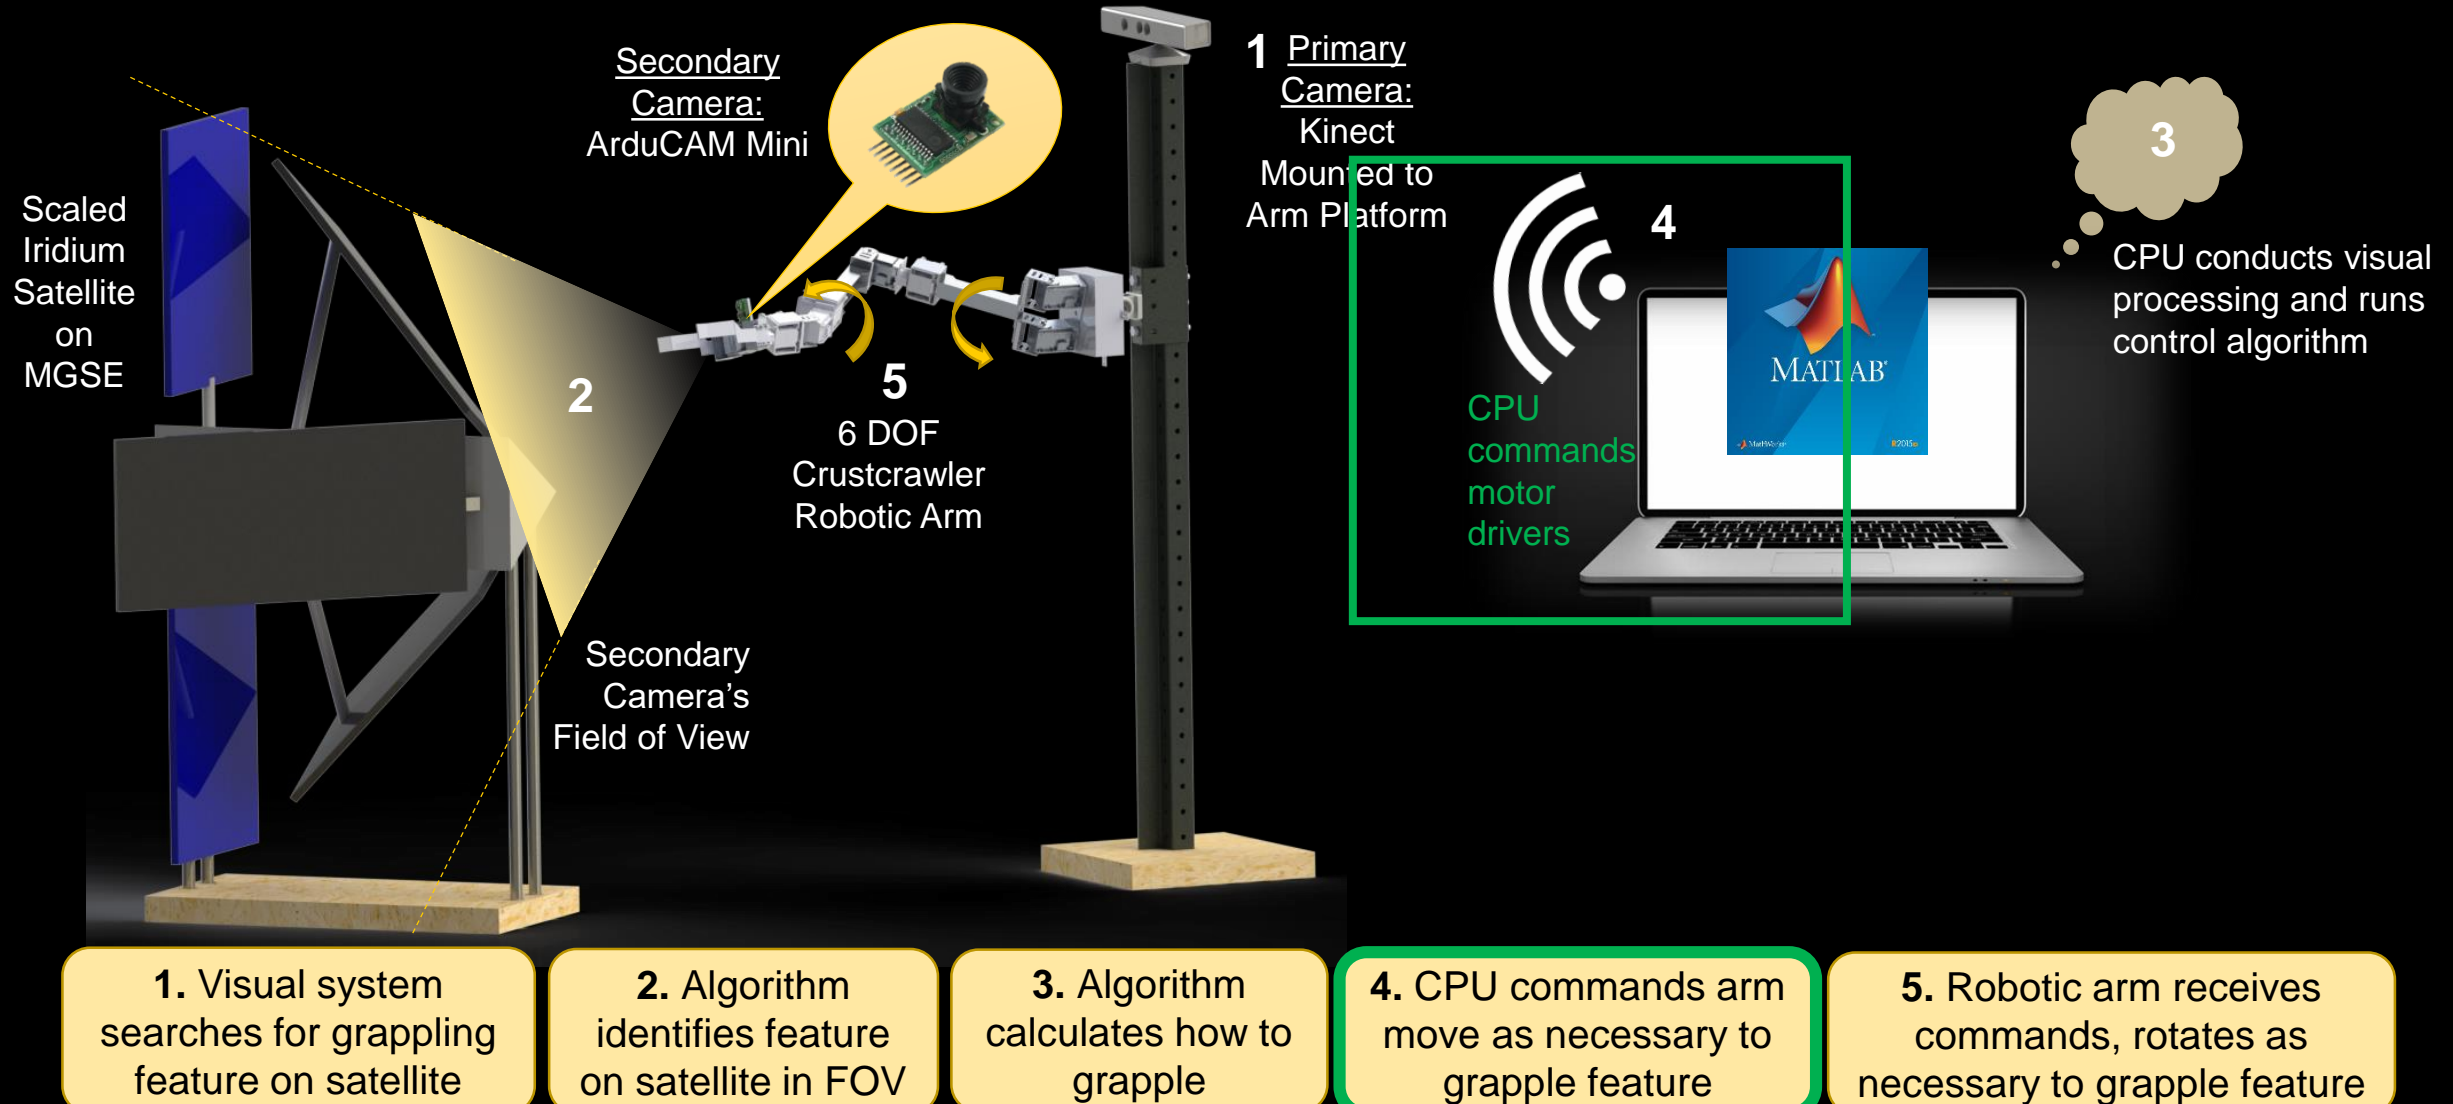 Scaled
Iridium
Satellite
on
MGSE
Secondary
Camera:
ArduCAM Mini
1 Primary
Camera:
Kinect
Mounted to
Arm Platform
4
3
CPU conducts visual
processing and runs
control algorithm
MATLAB®
MathWorks®
R2015a
CPU
commands
motor
drivers
2
5
6 DOF
Crustcrawler
Robotic Arm
Secondary
Camera’s
Field of View
1. Visual system
searches for grappling
feature on satellite
2. Algorithm
identifies feature
on satellite in FOV
3. Algorithm
calculates how to
grapple
4. CPU commands arm
move as necessary to
grapple feature
5. Robotic arm receives
commands, rotates as
necessary to grapple feature